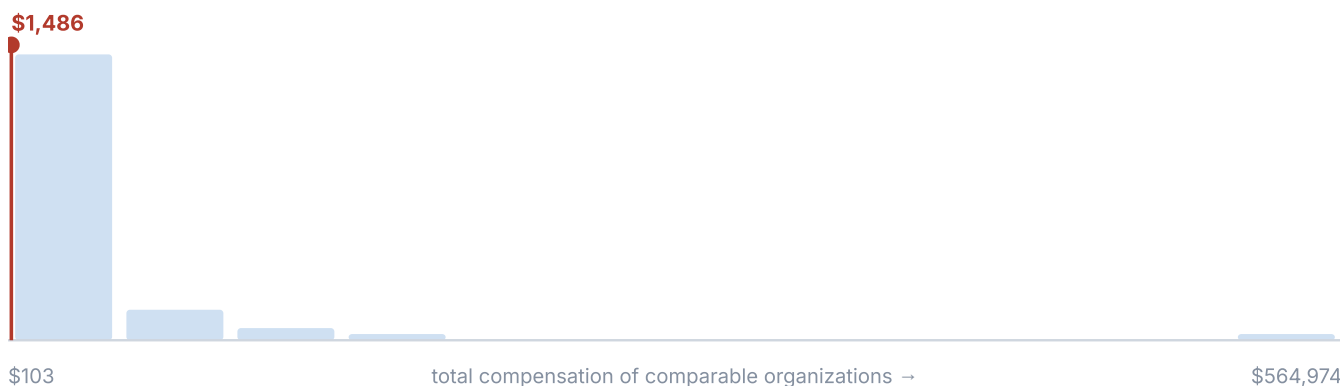 $1,486
$103
total compensation of comparable organizations →
$564,974